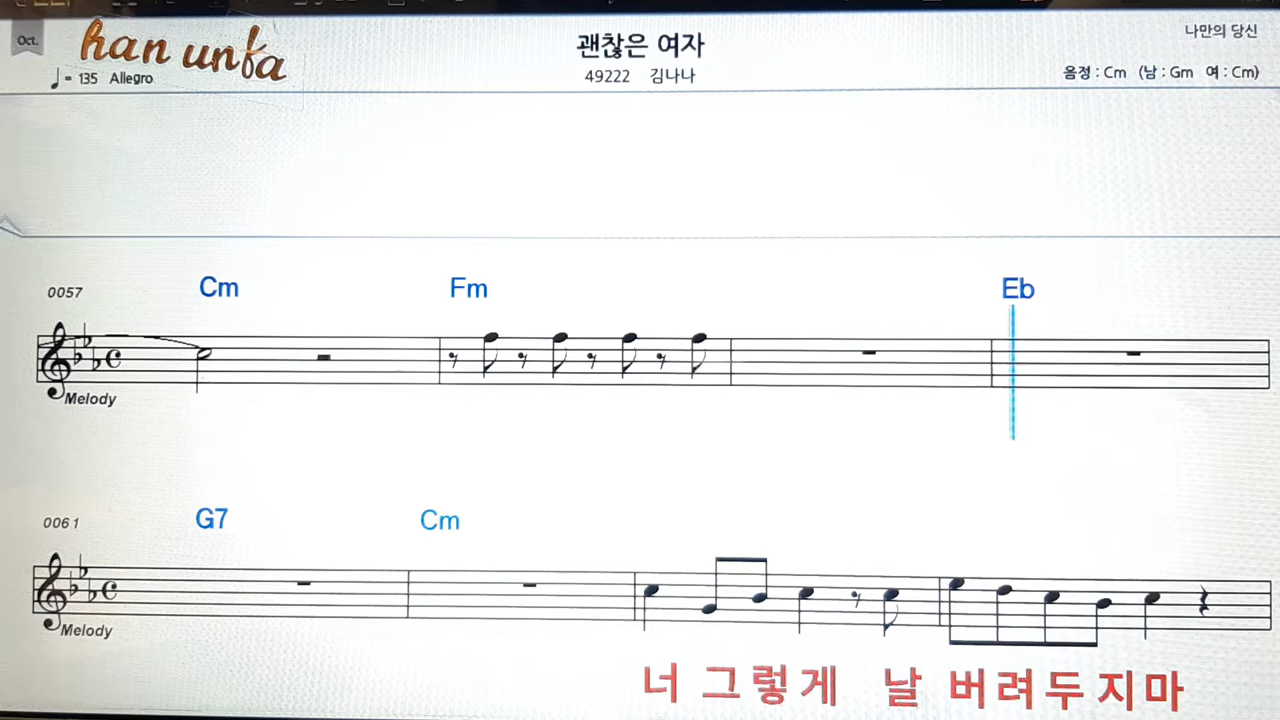 Oct.
han unfa
♩= 135 Allegro
괜찮은 여자
49222 김나나
나만의 당신
음정 : Cm (남 : Gm 여 : Cm)
0057 Cm Fm Eb
Melody
0061 G7 Cm
Melody
너 그렇게 날 버려두지마